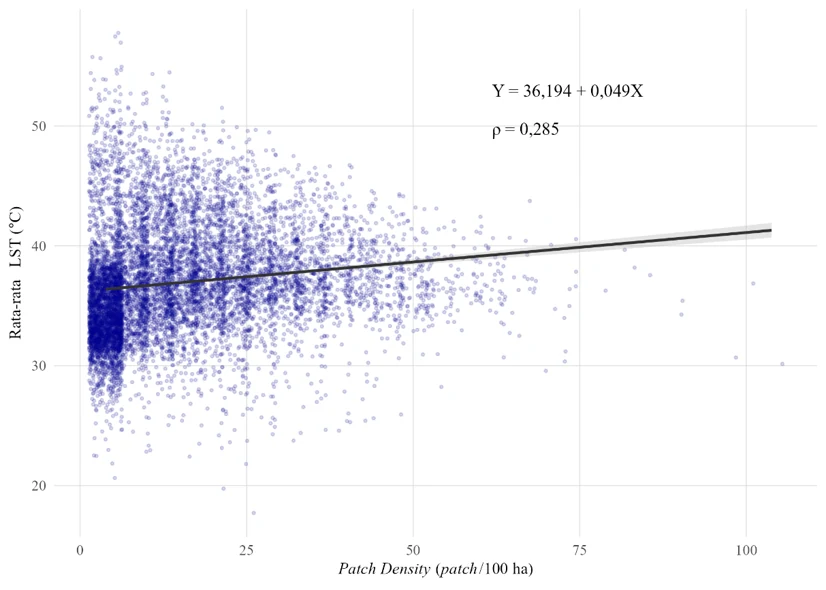 Y = 36,194 + 0,049X
ρ = 0,285
50
40
30
20
Rata-rata LST (°C)
0 25 50 75 100
Patch Density (patch/100 ha)